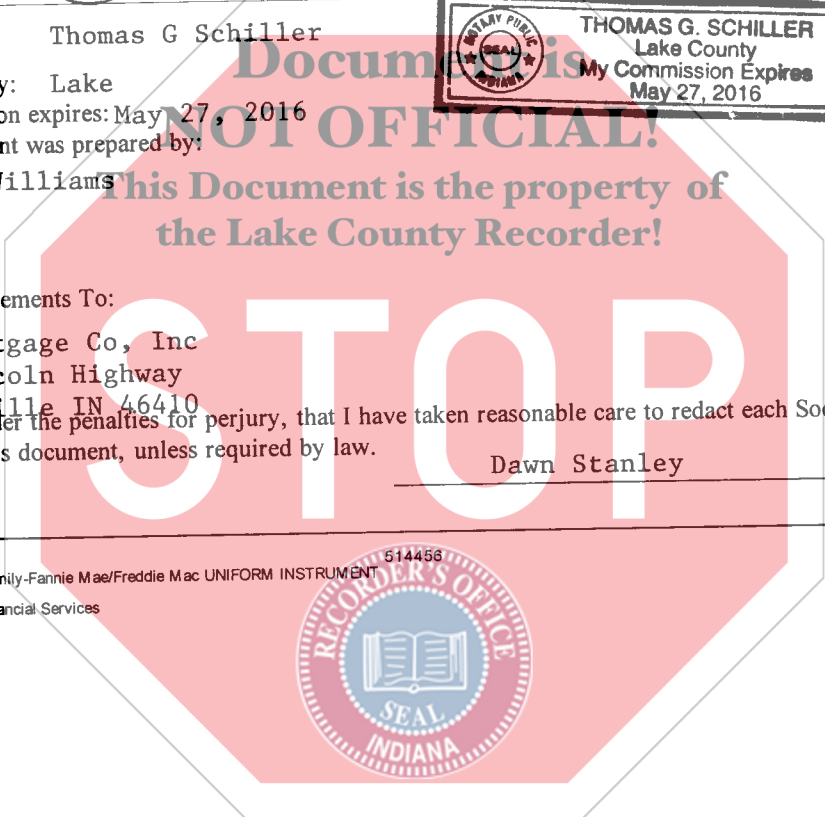 Thomas G Schiller
NOTARY PUBLIC
SEAL
INDIANA
THOMAS G. SCHILLER
Lake County
My Commission Expires
May 27, 2016
Document is
NOT OFFICIAL!
This Document is the property of
the Lake County Recorder!
y: Lake
on expires: May 27, 2016
nt was prepared by:
Williams
ements To:
tgage Co, Inc
coln Highway
ille IN 46410
er the penalties for perjury, that I have taken reasonable care to redact each Soc
s document, unless required by law.
Dawn Stanley
STOP
514456
mily-Fannie Mae/Freddie Mac UNIFORM INSTRUMENT
ancial Services
RECORDER'S OFFICE
SEAL
INDIANA